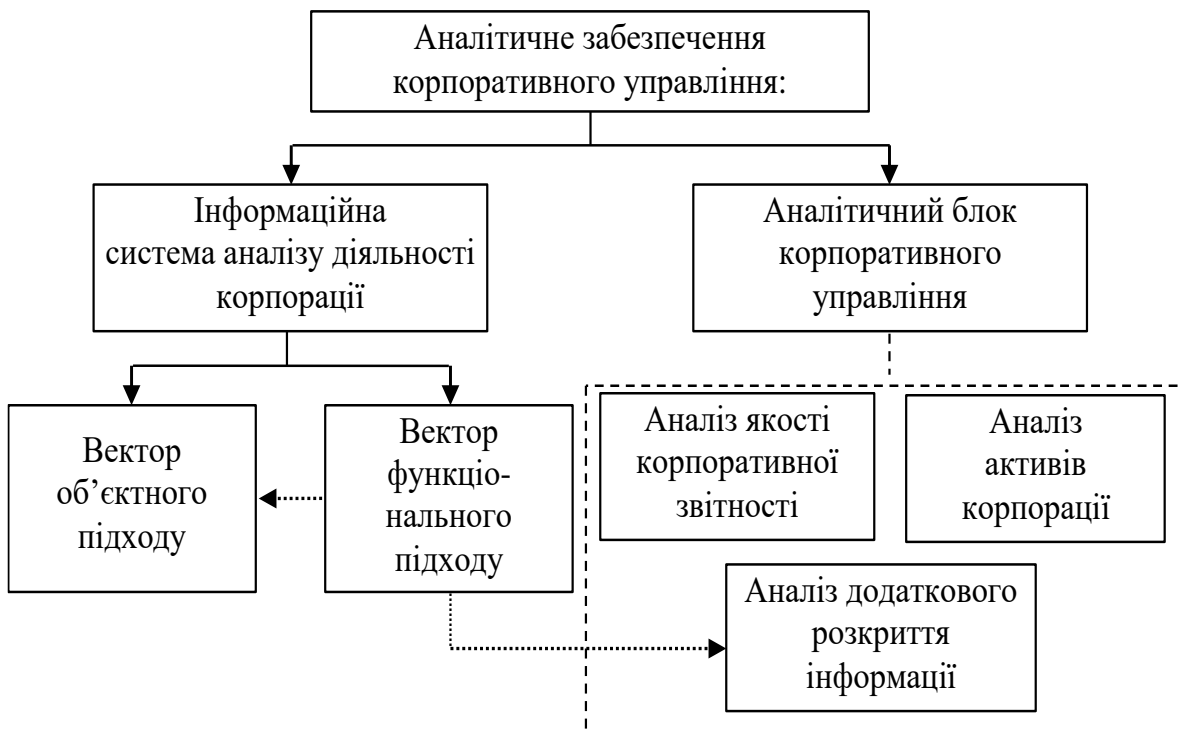 Аналітичне забезпечення
корпоративного управління:
Інформаційна
система аналізу діяльності
корпорації
Аналітичний блок
корпоративного
управління
Вектор
об’єктного
підходу
Вектор
функціо-
нального
підходу
Аналіз якості
корпоративної
звітності
Аналіз
активів
корпорації
Аналіз додаткового
розкриття
інформації